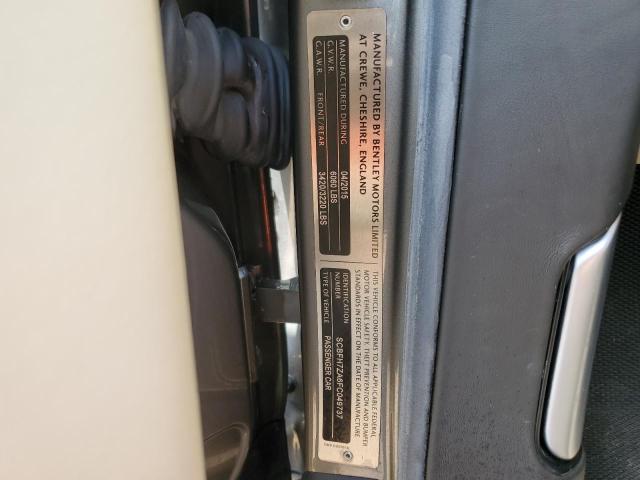 MANUFACTURED BY BENTLEY MOTORS LIMITED
AT CREWE, CHESHIRE, ENGLAND
MANUFACTURED DURING 04/2015
G.V.W.R. 6060 LBS
G.A.W.R. FRONT/REAR 3420/3220 LBS
THIS VEHICLE CONFORMS TO ALL APPLICABLE FEDERAL
MOTOR VEHICLE SAFETY, THEFT PREVENTION AND BUMPER
STANDARDS IN EFFECT ON THE DATE OF MANUFACTURE
IDENTIFICATION
NUMBER SCBFH7ZA6FC049737
TYPE OF VEHICLE PASSENGER CAR